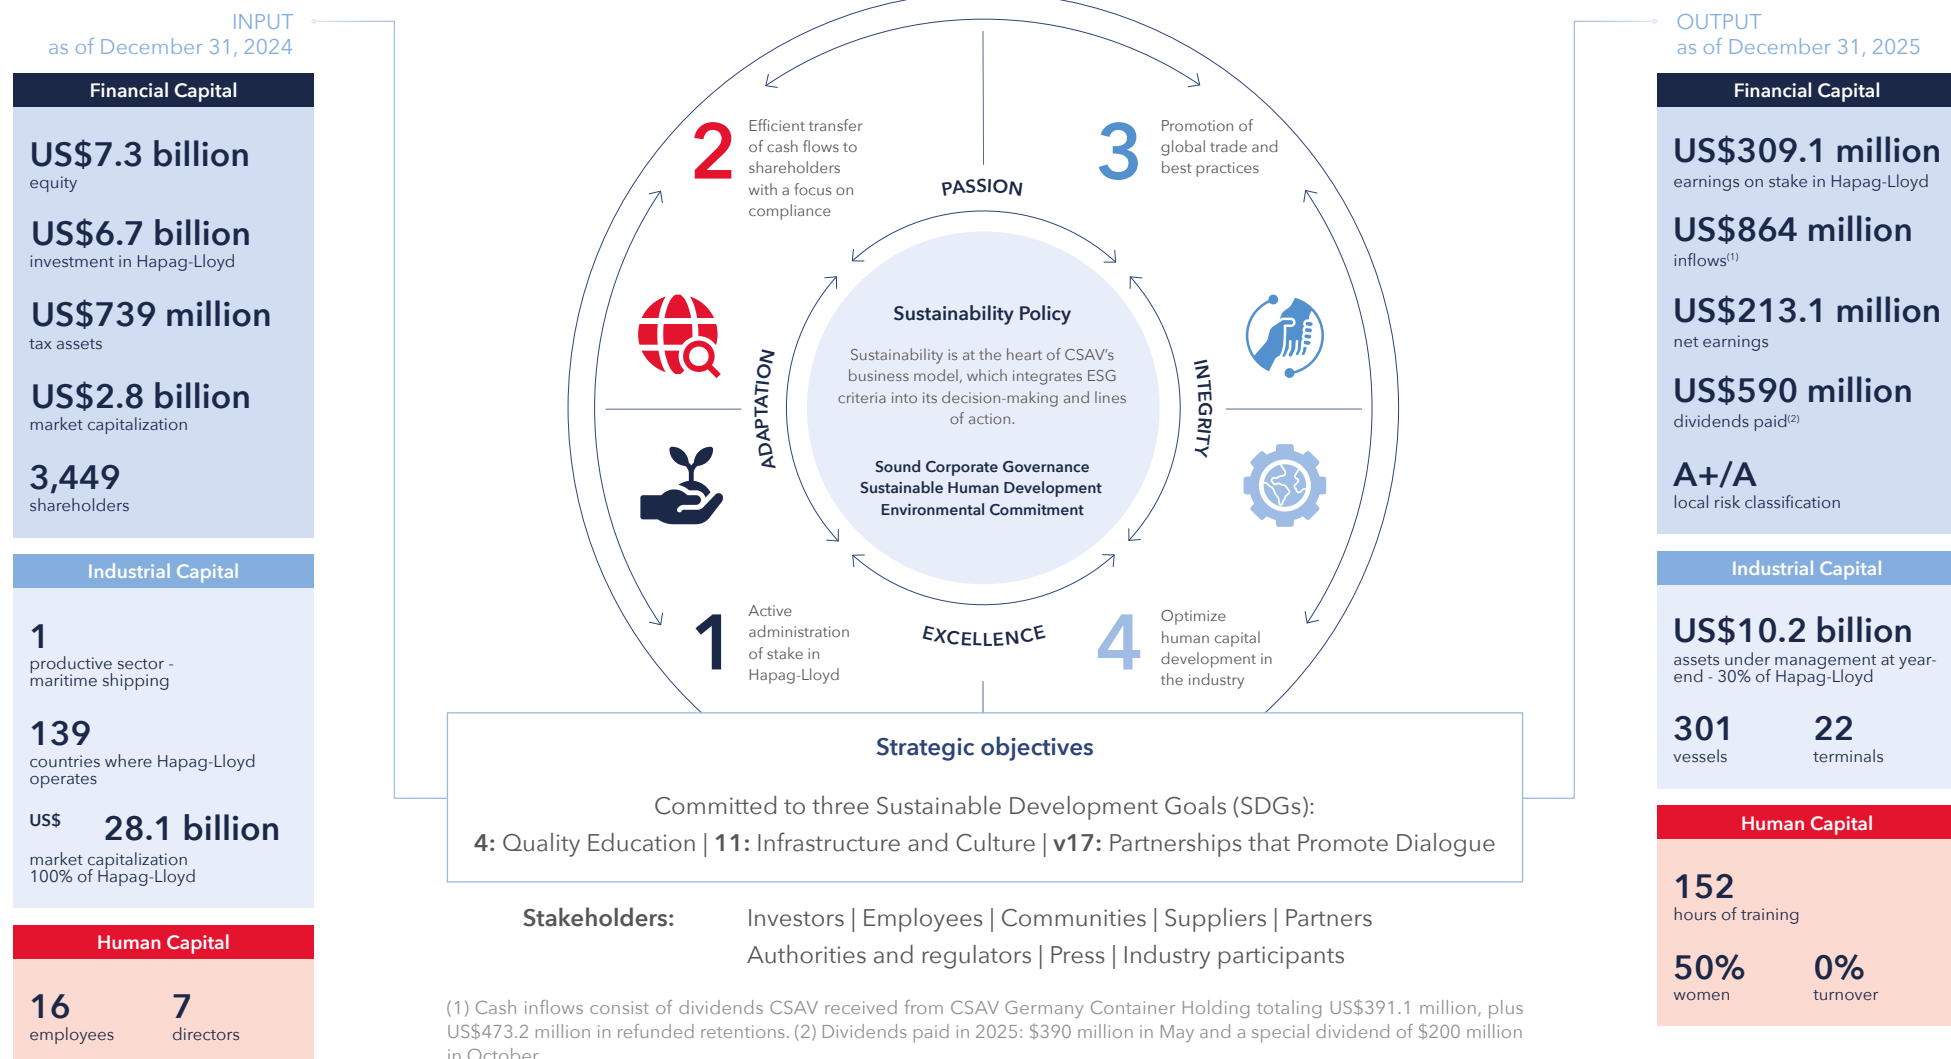 INPUT
as of December 31, 2024
Financial Capital
US$7.3 billion
equity
US$6.7 billion
investment in Hapag-Lloyd
US$739 million
tax assets
US$2.8 billion
market capitalization
3,449
shareholders
Industrial Capital
1
productive sector -
maritime shipping
139
countries where Hapag-Lloyd
operates
US$ 28.1 billion
market capitalization
100% of Hapag-Lloyd
Human Capital
16
employees
7
directors
2
Efficient transfer
of cash flows to
shareholders
with a focus on
compliance
3
Promotion of
global trade and
best practices
PASSION
ADAPTATION
INTEGRITY
EXCELLENCE
Sustainability Policy
Sustainability is at the heart of CSAV’s
business model, which integrates ESG
criteria into its decision-making and lines
of action.
Sound Corporate Governance
Sustainable Human Development
Environmental Commitment
1
Active
administration
of stake in
Hapag-Lloyd
4
Optimize
human capital
development in
the industry
Strategic objectives
Committed to three Sustainable Development Goals (SDGs):
4: Quality Education | 11: Infrastructure and Culture | v17: Partnerships that Promote Dialogue
Stakeholders:
Investors | Employees | Communities | Suppliers | Partners
Authorities and regulators | Press | Industry participants
(1) Cash inflows consist of dividends CSAV received from CSAV Germany Container Holding totaling US$391.1 million, plus
US$473.2 million in refunded retentions. (2) Dividends paid in 2025: $390 million in May and a special dividend of $200 million
in October
OUTPUT
as of December 31, 2025
Financial Capital
US$309.1 million
earnings on stake in Hapag-Lloyd
US$864 million
inflows(1)
US$213.1 million
net earnings
US$590 million
dividends paid(2)
A+/A
local risk classification
Industrial Capital
US$10.2 billion
assets under management at year-
end - 30% of Hapag-Lloyd
301
vessels
22
terminals
Human Capital
152
hours of training
50%
women
0%
turnover